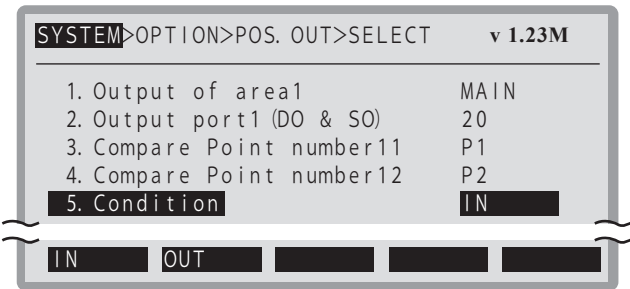 SYSTEM>OPTION>POS. OUT>SELECT v 1.23M
1. Output of area1 MAIN
2. Output port1 (DO & SO) 20
3. Compare Point number11 P1
4. Compare Point number12 P2
5. Condition IN
IN OUT